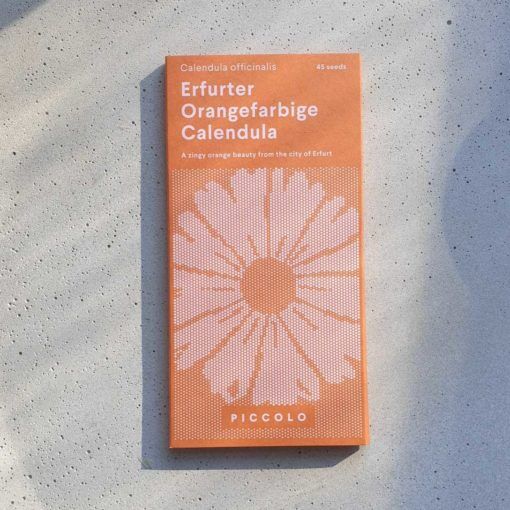 Calendula officinalis 45 seeds
Erfurter
Orangefarbige
Calendula
A zingy orange beauty from the city of Erfurt
PICCOLO